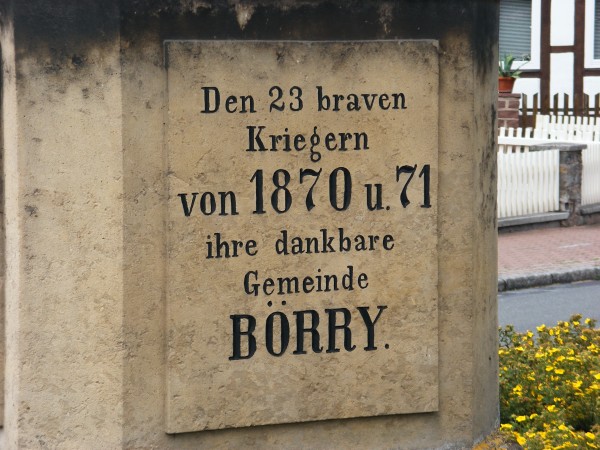 Den 23 braven
Kriegern
von 1870 u. 71
ihre dankbare
Gemeinde
BÖRRY.